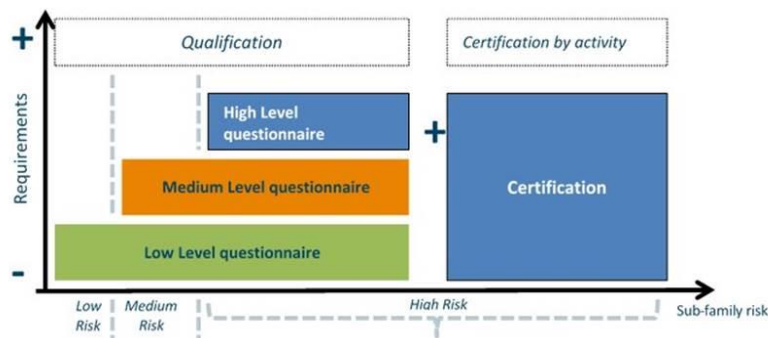 +
Qualification
Certification by activity
Requirements
High Level
questionnaire
+
Medium Level questionnaire
Certification
Low Level questionnaire
-
Low
Risk
Medium
Risk
High Risk
Sub-family risk